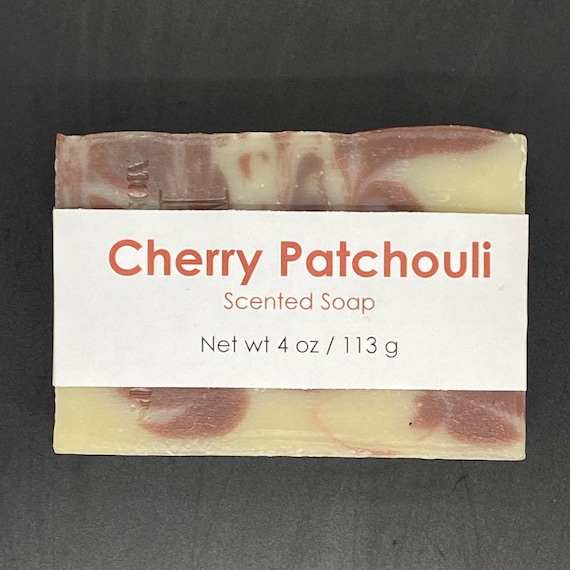 Cherry Patchouli
Scented Soap
Net wt 4 oz / 113 g